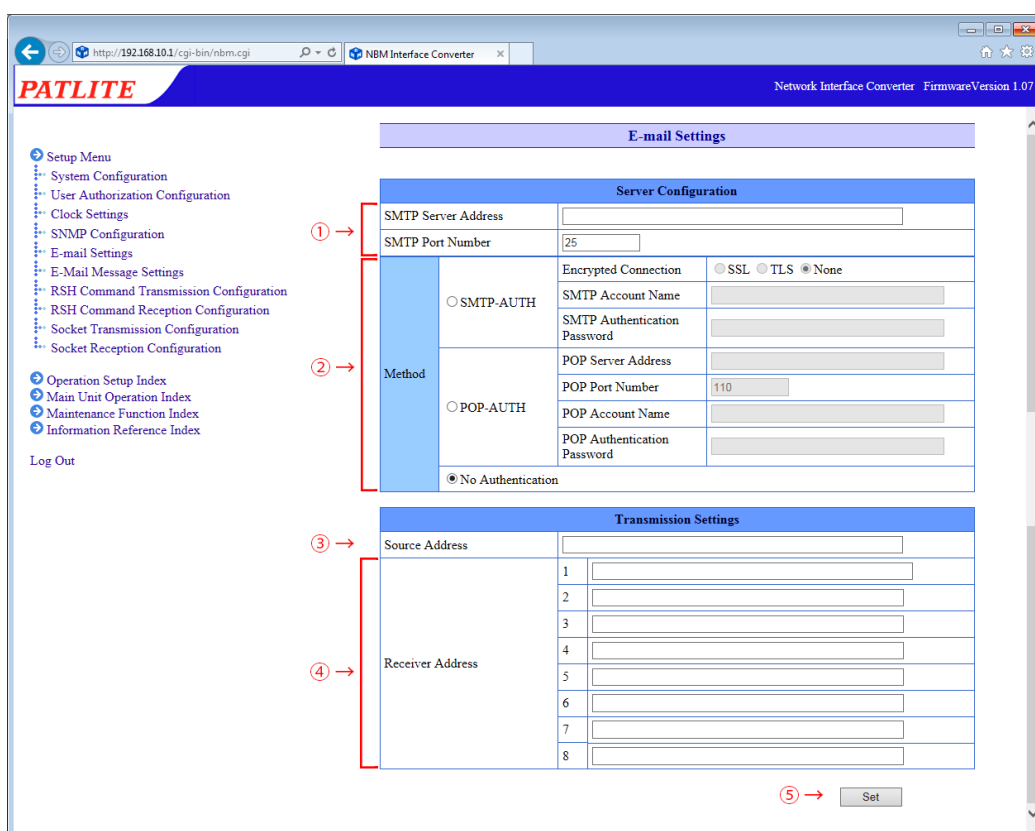 http://192.168.10.1/cgi-bin/nbm.cgi
NBM Interface Converter
PATLITE
Network Interface Converter FirmwareVersion 1.07
Setup Menu
System Configuration
User Authorization Configuration
Clock Settings
SNMP Configuration
E-mail Settings
E-Mail Message Settings
RSH Command Transmission Configuration
RSH Command Reception Configuration
Socket Transmission Configuration
Socket Reception Configuration
Operation Setup Index
Main Unit Operation Index
Maintenance Function Index
Information Reference Index
Log Out
E-mail Settings
Server Configuration
① →
SMTP Server Address
SMTP Port Number 25
② →
Method
SMTP-AUTH
Encrypted Connection SSL TLS None
SMTP Account Name
SMTP Authentication
Password
POP-AUTH
POP Server Address
POP Port Number 110
POP Account Name
POP Authentication
Password
No Authentication
Transmission Settings
③ → Source Address
④ →
Receiver Address
1
2
3
4
5
6
7
8
⑤ → Set